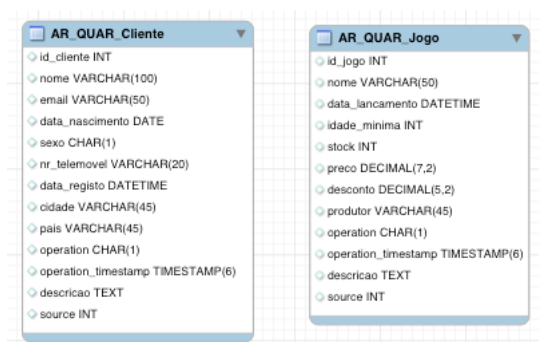 AR_QUAR_Cliente
id_cliente INT
nome VARCHAR(100)
email VARCHAR(50)
data_nascimento DATE
sexo CHAR(1)
nr_telemovel VARCHAR(20)
data_registo DATETIME
cidade VARCHAR(45)
pais VARCHAR(45)
operation CHAR(1)
operation_timestamp TIMESTAMP(6)
descricao TEXT
source INT
AR_QUAR_Jogo
id_jogo INT
nome VARCHAR(50)
data_lancamento DATETIME
idade_minima INT
stock INT
preco DECIMAL(7,2)
desconto DECIMAL(5,2)
produtor VARCHAR(45)
operation CHAR(1)
operation_timestamp TIMESTAMP(6)
descricao TEXT
source INT